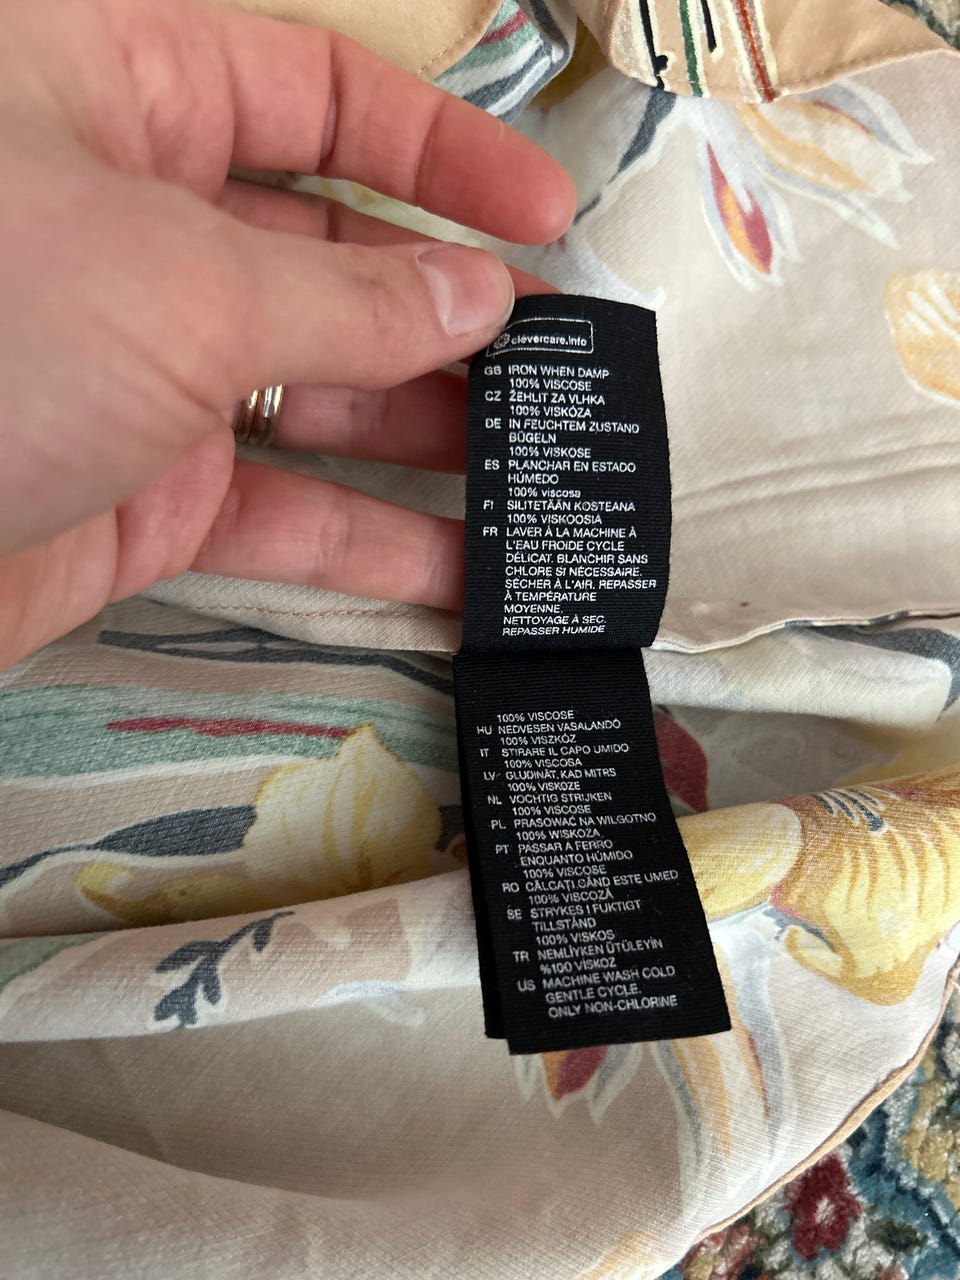 clevercare.info
GB IRON WHEN DAMP
100% VISCOSE
CZ ŽEHLIT ZA VLHKA
100% VISKÓZA
DE IN FEUCHTEM ZUSTAND
BÜGELN
100% VISKOSE
ES PLANCHAR EN ESTADO
HÚMEDO
100% viscosa
FI SILITETÄÄN KOSTEANA
100% VISKOOSIA
FR LAVER À LA MACHINE À
L'EAU FROIDE CYCLE
DÉLICAT. BLANCHIR SANS
CHLORE SI NÉCESSAIRE.
SÉCHER À L'AIR. REPASSER
À TEMPÉRATURE
MOYENNE.
NETTOYAGE À SEC.
REPASSER HUMIDE
100% VISCOSE
HU NEDVESEN VASALANDÓ
100% VISZKÓZ
IT STIRARE IL CAPO UMIDO
100% VISCOSA
LV GLUDINĀT, KAD MITRS
100% VISKOZE
NL VOCHTIG STRIJKEN
100% VISCOSE
PL PRASOWAĆ NA WILGOTNO
100% WISKOZA
PT PASSAR A FERRO
ENQUANTO HÚMIDO
100% VISCOSE
RO CĂLCAŢI CÂND ESTE UMED
100% VISCOZĂ
SE STRYKES I FUKTIGT
TILLSTÅND
100% VISKOS
TR NEMLİYKEN ÜTÜLEYİN
%100 VİSKOZ
US MACHINE WASH COLD
GENTLE CYCLE.
ONLY NON-CHLORINE